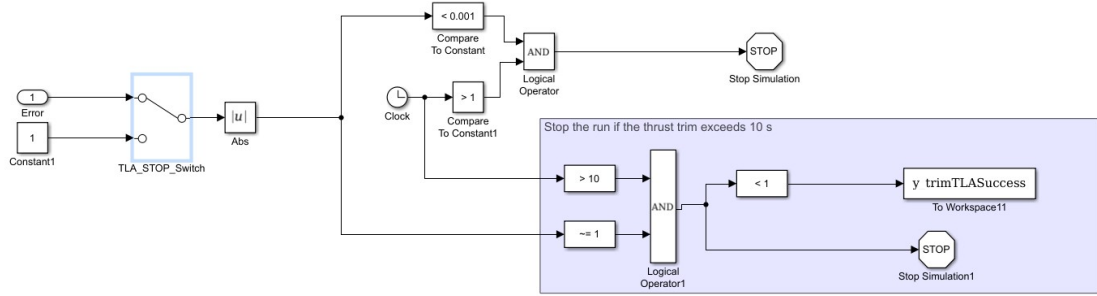 < 0.001
Compare
To Constant
AND
Logical
Operator
STOP
Stop Simulation
1
Error
1
Constant1
TLA_STOP_Switch
|u|
Abs
Clock
> 1
Compare
To Constant1
Stop the run if the thrust trim exceeds 10 s
> 10
~= 1
AND
Logical
Operator1
< 1
y trimTLASuccess
To Workspace11
STOP
Stop Simulation1